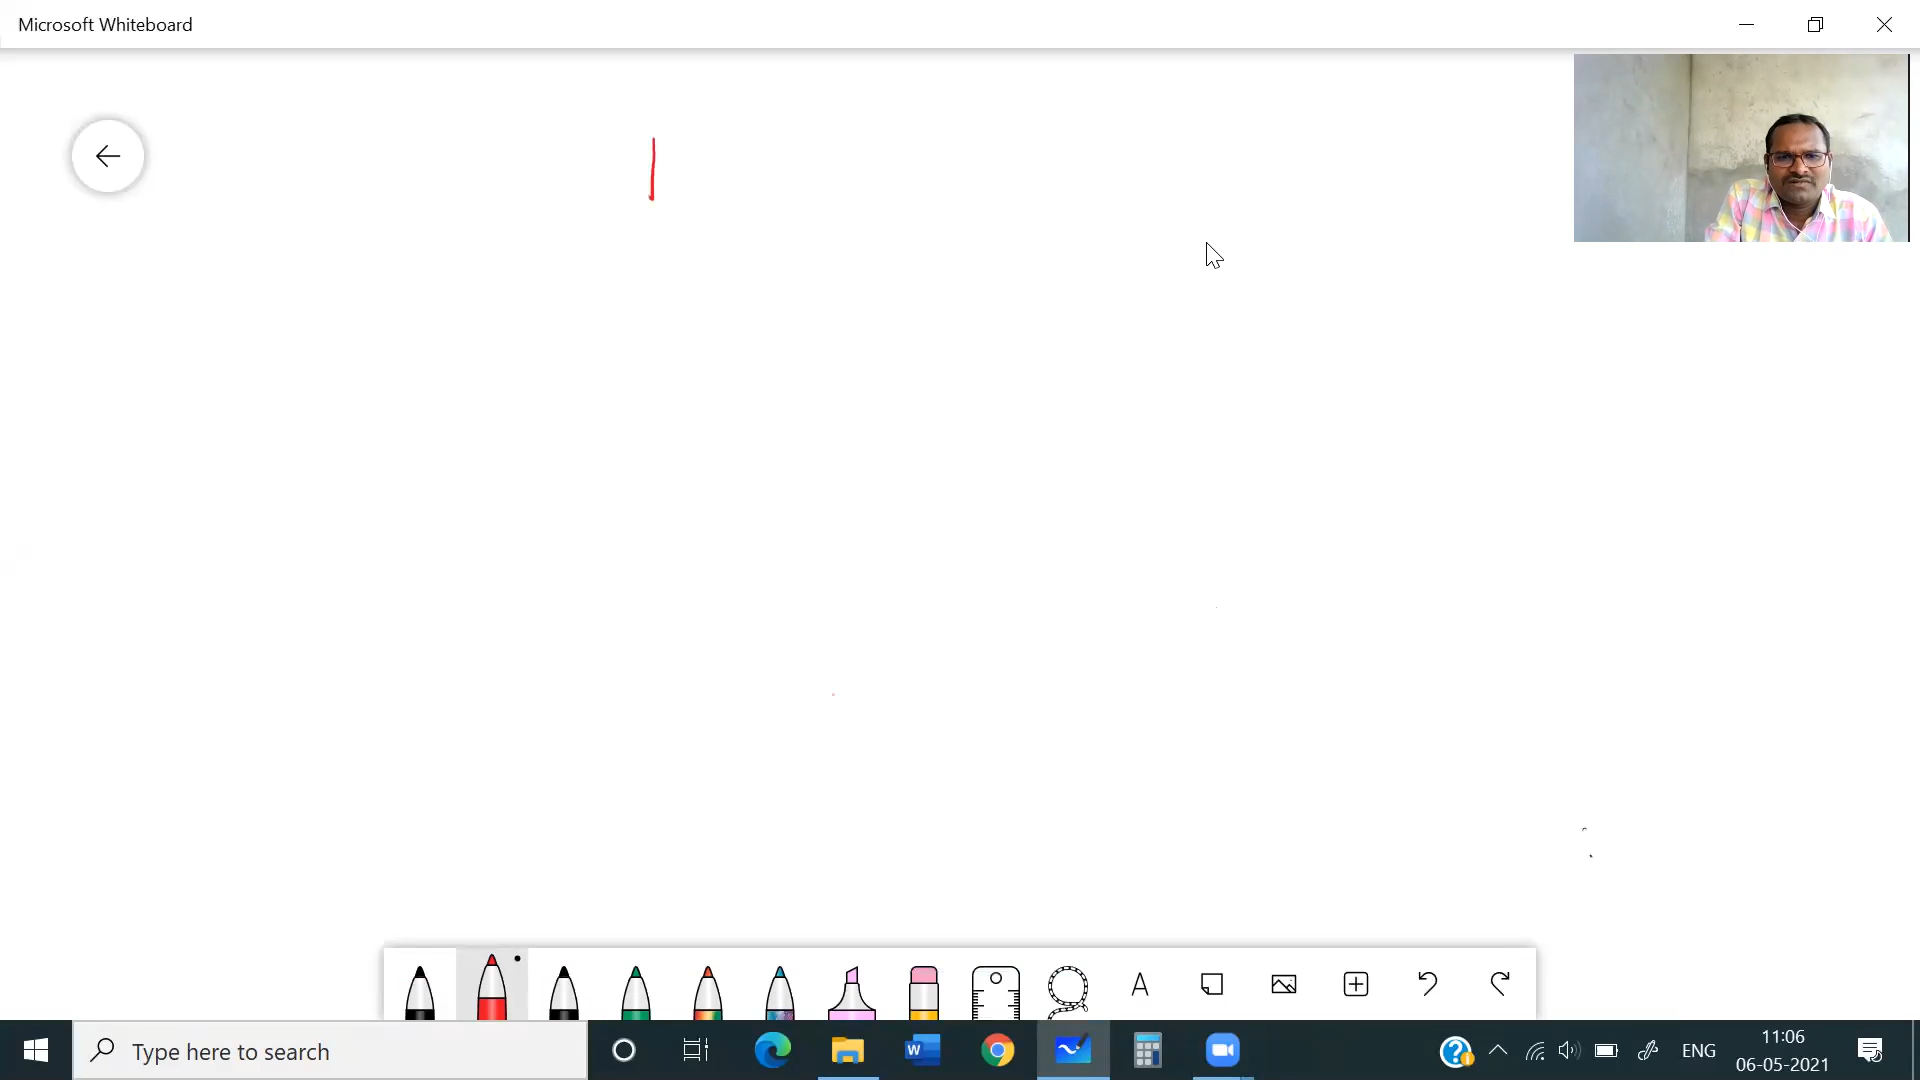 Microsoft Whiteboard
A
Type here to search
W
ENG
11:06
06-05-2021